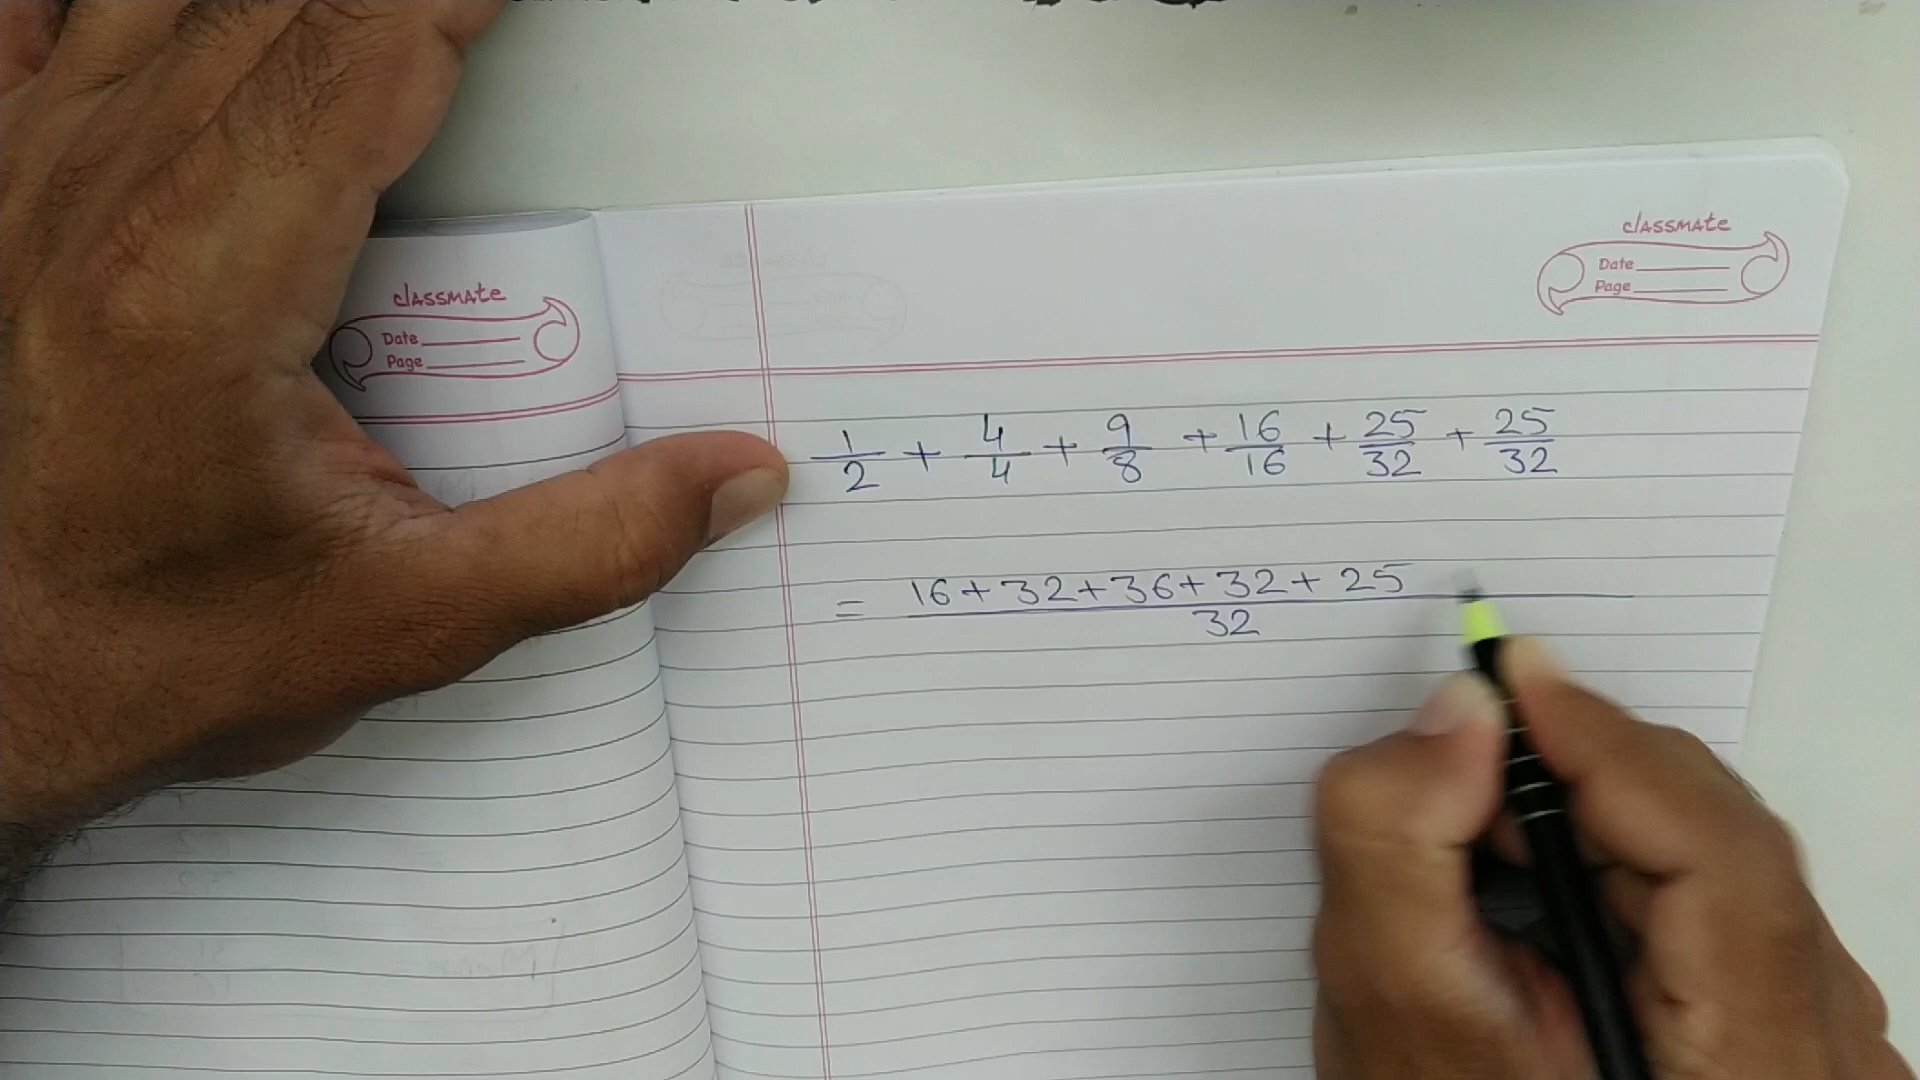 classmate
Date
Page
classmate
Date
Page
1/2 + 4/4 + 9/8 + 16/16 + 25/32 + 25/32
= 16 + 32 + 36 + 32 + 25 / 32